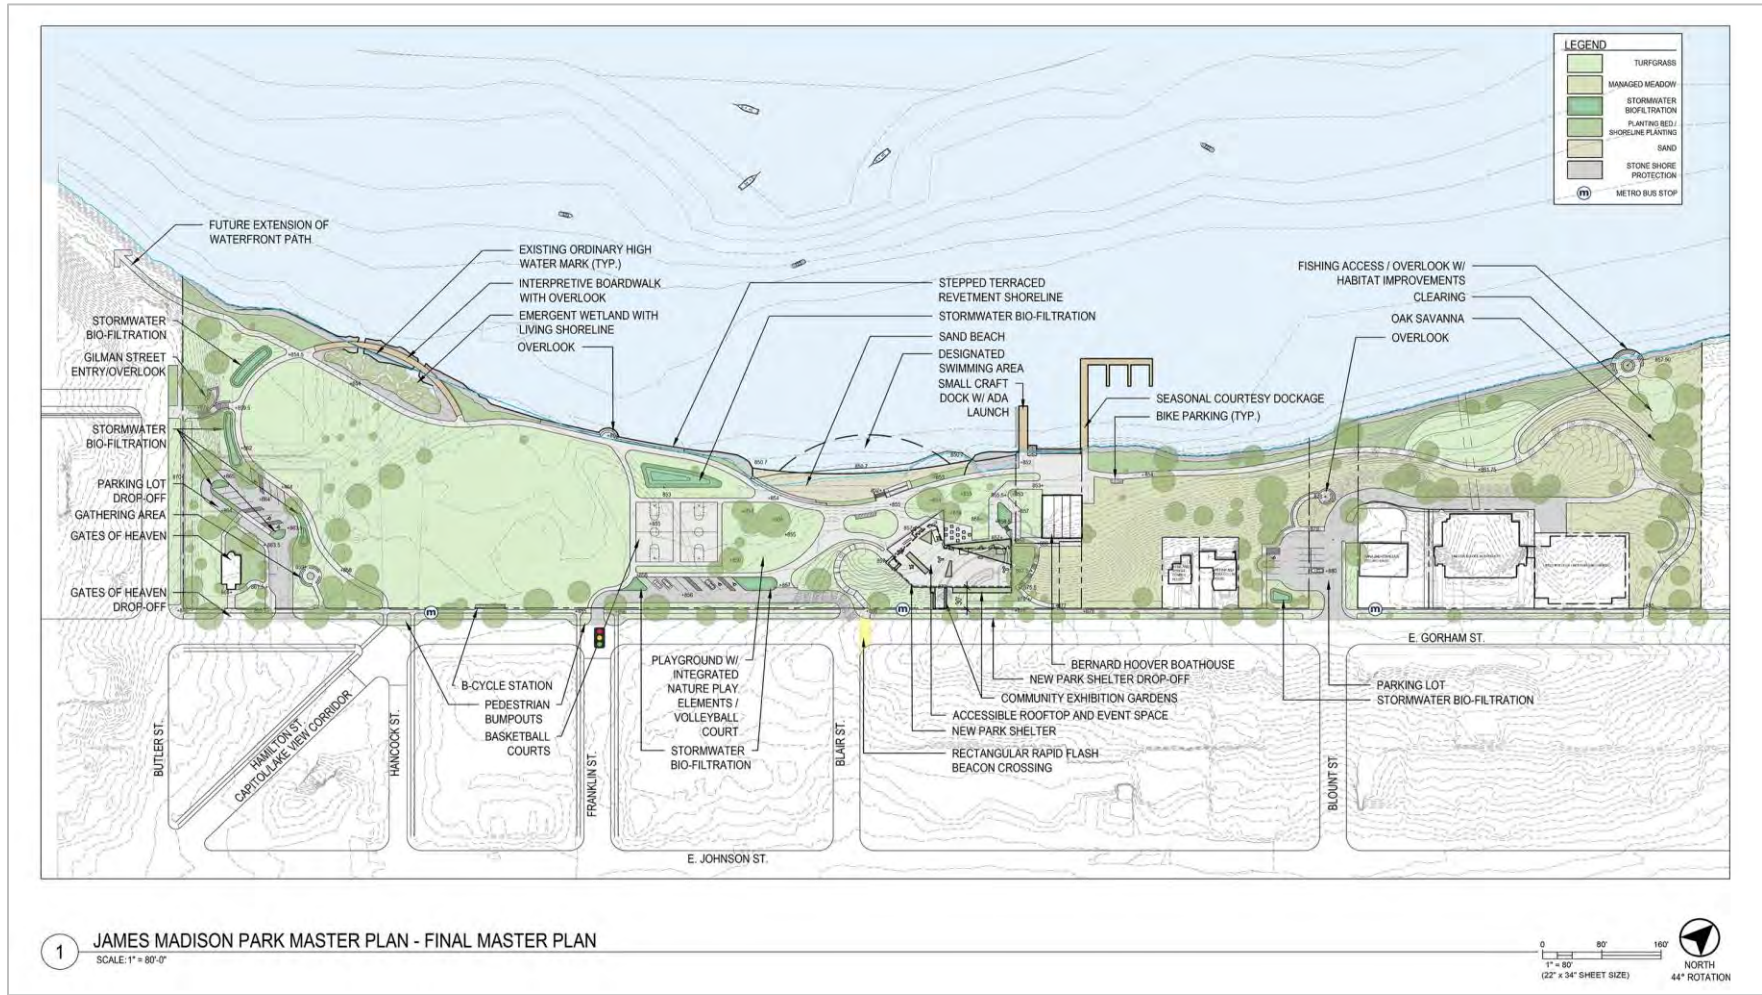 LEGEND
TURFGRASS
MANAGED MEADOW
STORMWATER
BIOFILTRATION
PLANTING BED /
SHORELINE PLANTING
SAND
STONE SHORE
PROTECTION
m METRO BUS STOP
FUTURE EXTENSION OF
WATERFRONT PATH
EXISTING ORDINARY HIGH
WATER MARK (TYP.)
INTERPRETIVE BOARDWALK
WITH OVERLOOK
EMERGENT WETLAND WITH
LIVING SHORELINE
OVERLOOK
STEPPED TERRACED
REVETMENT SHORELINE
STORMWATER BIO-FILTRATION
SAND BEACH
DESIGNATED
SWIMMING AREA
SMALL CRAFT
DOCK W/ ADA
LAUNCH
SEASONAL COURTESY DOCKAGE
BIKE PARKING (TYP.)
FISHING ACCESS / OVERLOOK W/
HABITAT IMPROVEMENTS
CLEARING
OAK SAVANNA
OVERLOOK
STORMWATER
BIO-FILTRATION
GILMAN STREET
ENTRY/OVERLOOK
STORMWATER
BIO-FILTRATION
PARKING LOT
DROP-OFF
GATHERING AREA
GATES OF HEAVEN
GATES OF HEAVEN
DROP-OFF
850.7
850.7
853
m
m
m
E. GORHAM ST.
B-CYCLE STATION
PEDESTRIAN
BUMPOUTS
BASKETBALL
COURTS
PLAYGROUND W/
INTEGRATED
NATURE PLAY
ELEMENTS /
VOLLEYBALL
COURT
STORMWATER
BIO-FILTRATION
BERNARD HOOVER BOATHOUSE
NEW PARK SHELTER DROP-OFF
COMMUNITY EXHIBITION GARDENS
ACCESSIBLE ROOFTOP AND EVENT SPACE
NEW PARK SHELTER
RECTANGULAR RAPID FLASH
BEACON CROSSING
PARKING LOT
STORMWATER BIO-FILTRATION
BUTLER ST.
HAMILTON ST.
CAPITOL/LAKE VIEW CORRIDOR
HANCOCK ST.
FRANKLIN ST.
BLAIR ST.
BLOUNT ST.
E. JOHNSON ST.
1
JAMES MADISON PARK MASTER PLAN - FINAL MASTER PLAN
SCALE: 1" = 80'-0"
0 80' 160'
1" = 80'
(22" x 34" SHEET SIZE)
NORTH
44° ROTATION